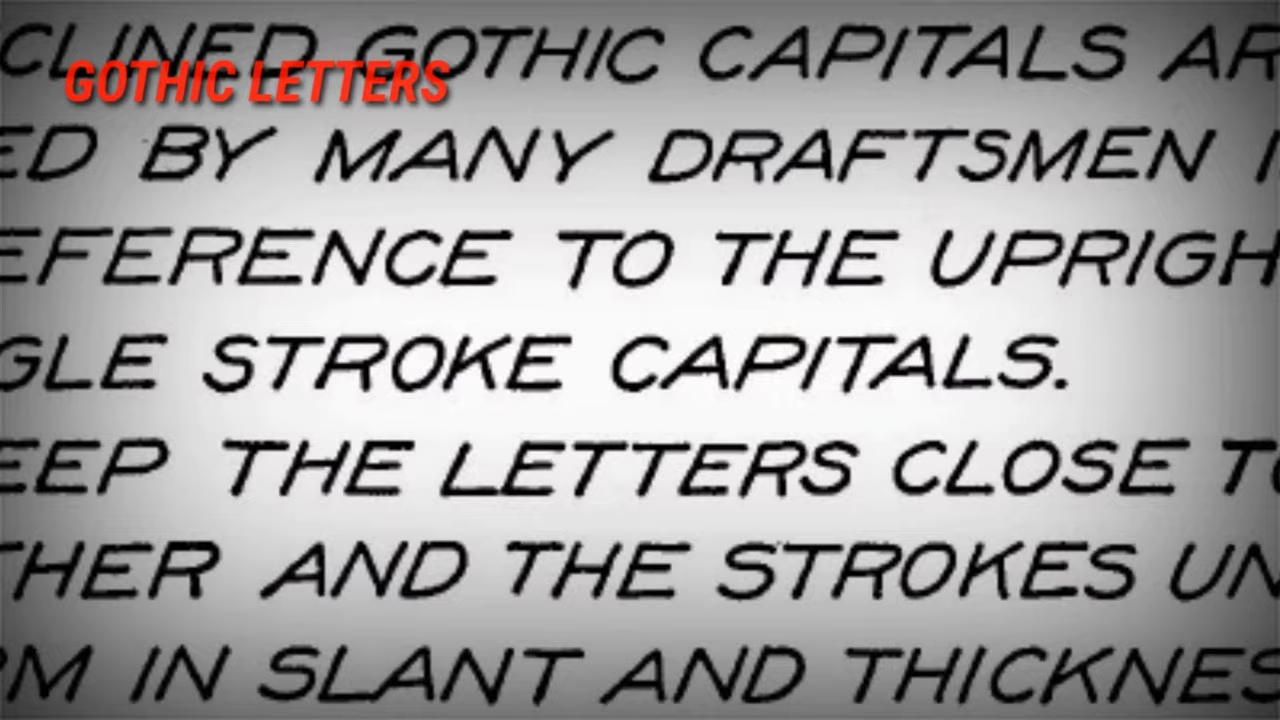 CLINED GOTHIC CAPITALS AR
GOTHIC LETTERS
ED BY MANY DRAFTSMEN I
EFERENCE TO THE UPRIGH
GLE STROKE CAPITALS.
EEP THE LETTERS CLOSE TO
THER AND THE STROKES UN
RM IN SLANT AND THICKNES